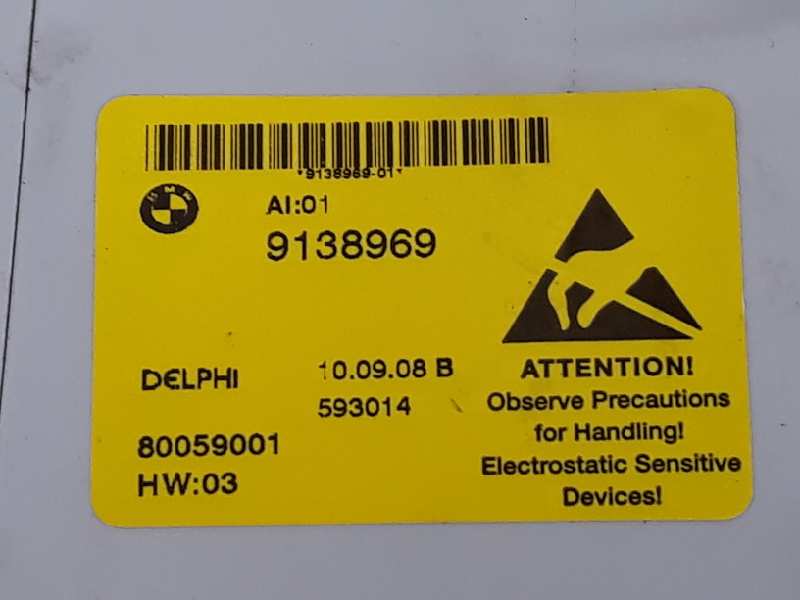 *9138969-01*
BMW
AI:01
9138969
DELPHI
10.09.08 B
593014
80059001
HW:03
ATTENTION!
Observe Precautions
for Handling!
Electrostatic Sensitive
Devices!